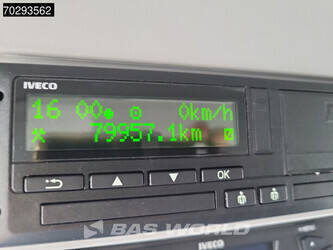 70293562
IVECO
16 00 0km/h
79957.1km
OK
BAS WORLD
IVECO